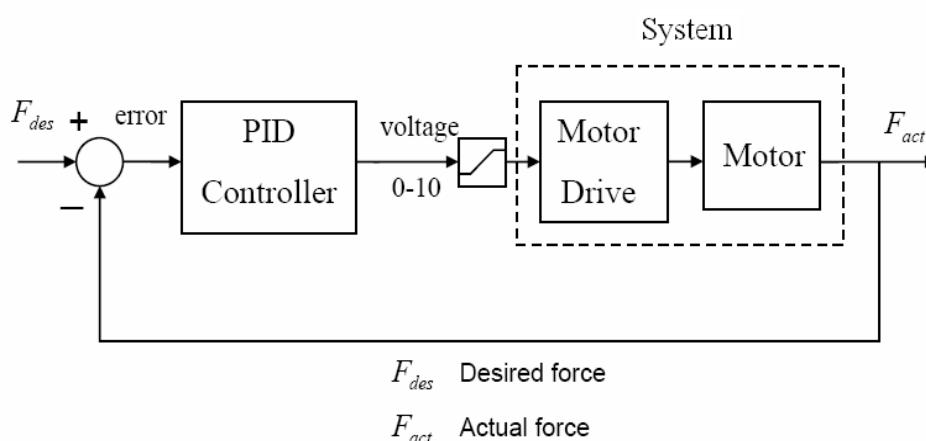 System
F_des + error
PID
Controller
voltage
0-10
Motor
Drive
Motor
F_act
−
F_des Desired force
F_act Actual force